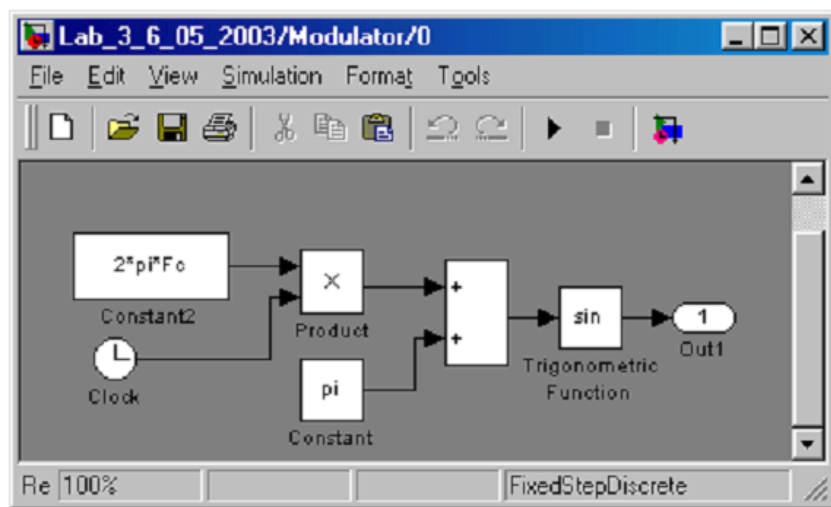 Lab_3_6_05_2003/Modulator/0
File Edit View Simulation Format Tools
2*pi*Fc
Constant2
×
Product
Clock
pi
Constant
+
+
sin
Trigonometric
Function
1
Out1
Re 100% FixedStepDiscrete